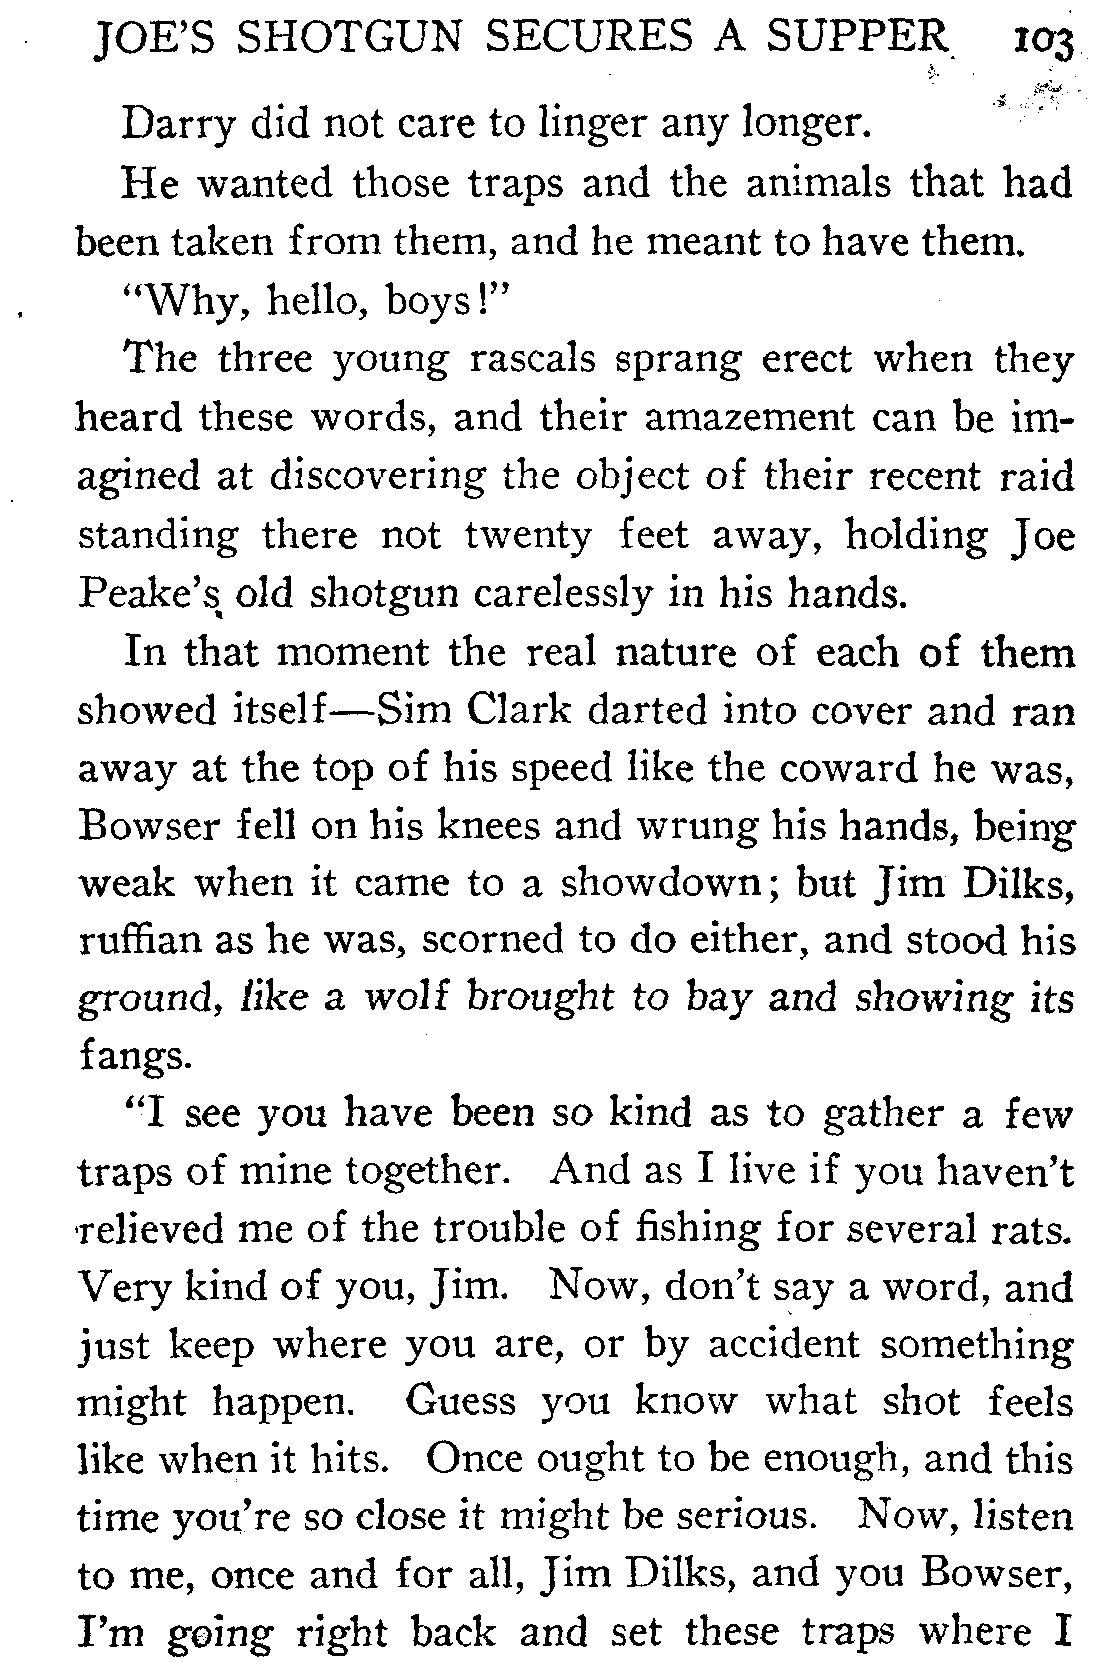 JOE'S SHOTGUN SECURES A SUPPER 103
Darry did not care to linger any longer.
He wanted those traps and the animals that had
been taken from them, and he meant to have them.
"Why, hello, boys!"
The three young rascals sprang erect when they
heard these words, and their amazement can be im-
agined at discovering the object of their recent raid
standing there not twenty feet away, holding Joe
Peake's old shotgun carelessly in his hands.
In that moment the real nature of each of them
showed itself—Sim Clark darted into cover and ran
away at the top of his speed like the coward he was,
Bowser fell on his knees and wrung his hands, being
weak when it came to a showdown; but Jim Dilks,
ruffian as he was, scorned to do either, and stood his
ground, like a wolf brought to bay and showing its
fangs.
"I see you have been so kind as to gather a few
traps of mine together. And as I live if you haven't
relieved me of the trouble of fishing for several rats.
Very kind of you, Jim. Now, don't say a word, and
just keep where you are, or by accident something
might happen. Guess you know what shot feels
like when it hits. Once ought to be enough, and this
time you're so close it might be serious. Now, listen
to me, once and for all, Jim Dilks, and you Bowser,
I'm going right back and set these traps where I